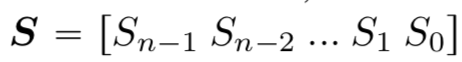 S = [S_{n-1} S_{n-2} ... S_1 S_0]